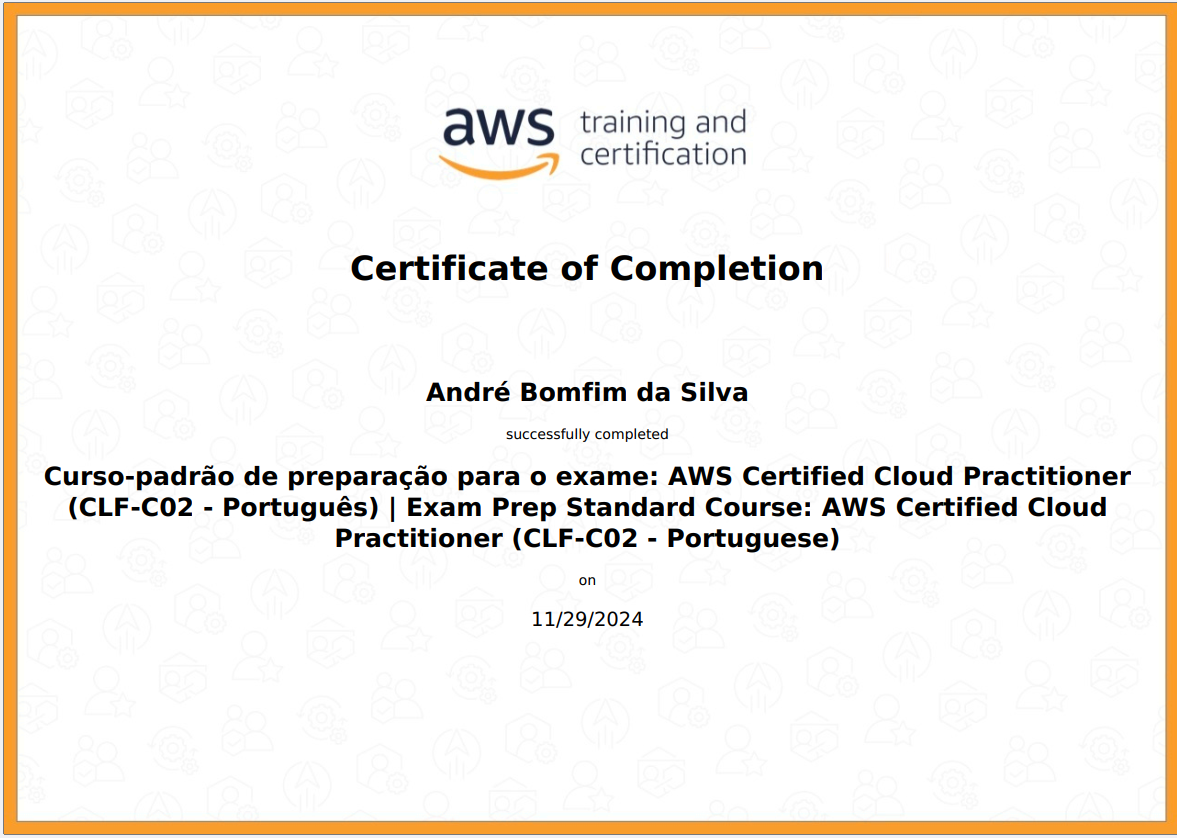 aws training and
certification
Certificate of Completion
André Bomfim da Silva
successfully completed
Curso-padrão de preparação para o exame: AWS Certified Cloud Practitioner
(CLF-C02 - Português) | Exam Prep Standard Course: AWS Certified Cloud
Practitioner (CLF-C02 - Portuguese)
on
11/29/2024